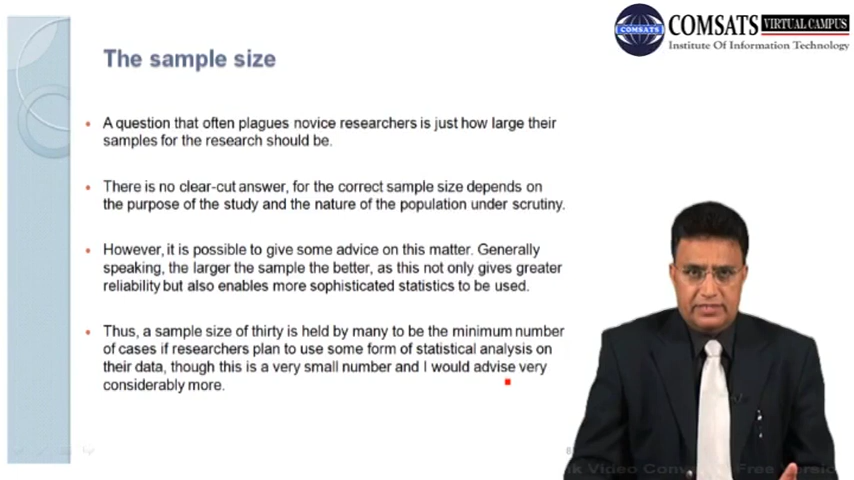 COMSATS VIRTUAL CAMPUS
Institute Of Information Technology
COMSATS
The sample size
A question that often plagues novice researchers is just how large their
samples for the research should be.
There is no clear-cut answer, for the correct sample size depends on
the purpose of the study and the nature of the population under scrutiny.
However, it is possible to give some advice on this matter. Generally
speaking, the larger the sample the better, as this not only gives greater
reliability but also enables more sophisticated statistics to be used.
Thus, a sample size of thirty is held by many to be the minimum number
of cases if researchers plan to use some form of statistical analysis on
their data, though this is a very small number and I would advise very
considerably more.
Video Free